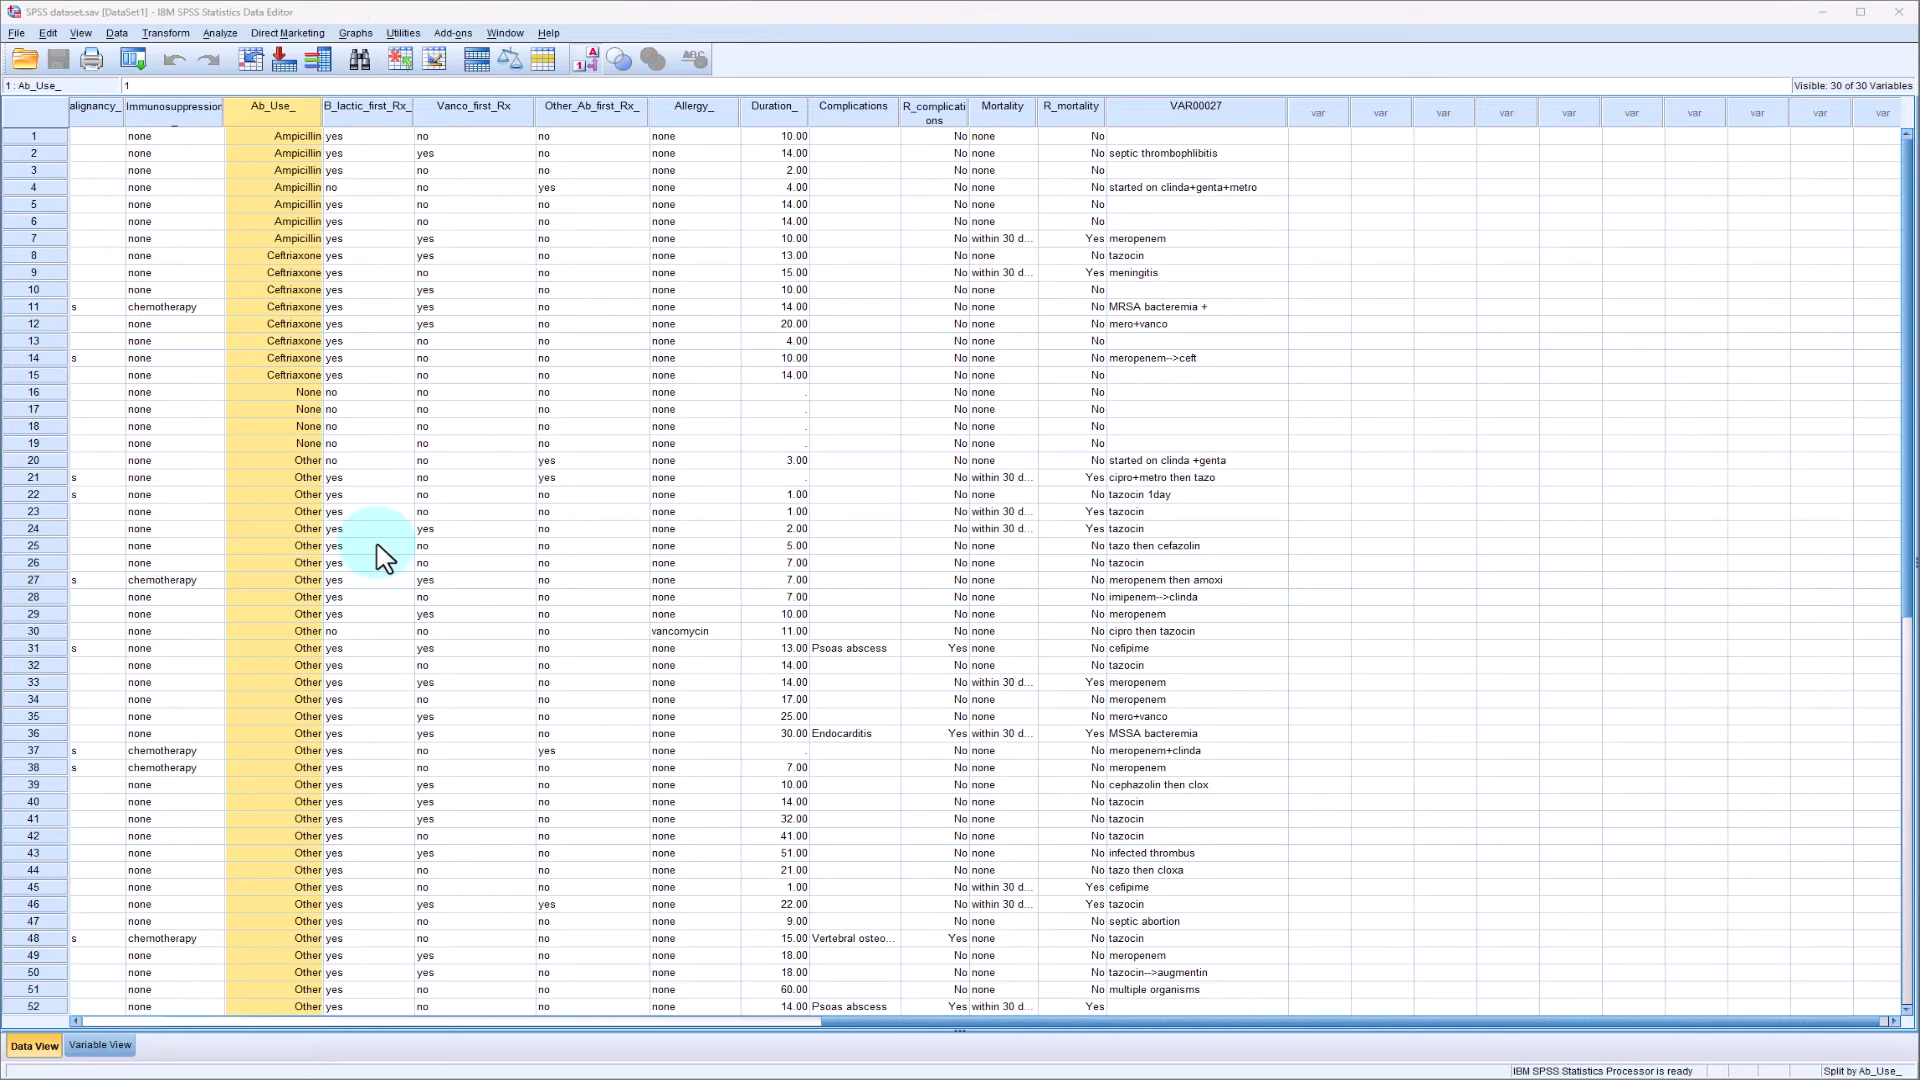 SPSS dataset.sav [DataSet1] - IBM SPSS Statistics Data Editor
File Edit View Data Transform Analyze Direct Marketing Graphs Utilities Add-ons Window Help
1 : Ab_Use_ 1 Visible: 30 of 30 Variables
alignancy_ Immunosuppression_ Ab_Use_ B_lactic_first_Rx_ Vanco_first_Rx Other_Ab_first_Rx_ Allergy_ Duration_ Complications R_complications Mortality R_mortality VAR00027 var var var var var var var var var var
1 none Ampicillin yes no no none 10.00 No none No
2 none Ampicillin yes yes no none 14.00 No none No septic thrombophlibitis
3 none Ampicillin yes no no none 2.00 No none No
4 none Ampicillin no no yes none 4.00 No none No started on clinda+genta+metro
5 none Ampicillin yes no no none 14.00 No none No
6 none Ampicillin yes no no none 14.00 No none No
7 none Ampicillin yes yes no none 10.00 No within 30 d... Yes meropenem
8 none Ceftriaxone yes yes no none 13.00 No none No tazocin
9 none Ceftriaxone yes no no none 15.00 No within 30 d... Yes meningitis
10 none Ceftriaxone yes yes no none 10.00 No none No
11 s chemotherapy Ceftriaxone yes yes no none 14.00 No none No MRSA bacteremia +
12 none Ceftriaxone yes yes no none 20.00 No none No mero+vanco
13 none Ceftriaxone yes no no none 4.00 No none No
14 s none Ceftriaxone yes no no none 10.00 No none No meropenem-->ceft
15 none Ceftriaxone yes no no none 14.00 No none No
16 none None no no no none . No none No
17 none None no no no none . No none No
18 none None no no no none . No none No
19 none None no no no none . No none No
20 none Other no no yes none 3.00 No none No started on clinda +genta
21 s none Other yes no yes none . No within 30 d... Yes cipro+metro then tazo
22 s none Other yes no no none 1.00 No none No tazocin 1day
23 none Other yes no no none 1.00 No within 30 d... Yes tazocin
24 none Other yes yes no none 2.00 No within 30 d... Yes tazocin
25 none Other yes no no none 5.00 No none No tazo then cefazolin
26 none Other yes no no none 7.00 No none No tazocin
27 s chemotherapy Other yes yes no none 7.00 No none No meropenem then amoxi
28 none Other yes no no none 7.00 No none No imipenem-->clinda
29 none Other yes yes no none 10.00 No none No meropenem
30 none Other no no no vancomycin 11.00 No none No cipro then tazocin
31 s none Other yes yes no none 13.00 Psoas abscess Yes none No cefipime
32 none Other yes no no none 14.00 No none No tazocin
33 none Other yes yes no none 14.00 No within 30 d... Yes meropenem
34 none Other yes no no none 17.00 No none No meropenem
35 none Other yes yes no none 25.00 No none No mero+vanco
36 none Other yes yes no none 30.00 Endocarditis Yes within 30 d... Yes MSSA bacteremia
37 s chemotherapy Other yes no yes none . No none No meropenem+clinda
38 s chemotherapy Other yes no no none 7.00 No none No meropenem
39 none Other yes yes no none 10.00 No none No cephazolin then clox
40 none Other yes yes no none 14.00 No none No tazocin
41 none Other yes yes no none 32.00 No none No tazocin
42 none Other yes no no none 41.00 No none No tazocin
43 none Other yes yes no none 51.00 No none No infected thrombus
44 none Other yes no no none 21.00 No none No tazo then cloxa
45 none Other yes no no none 1.00 No within 30 d... Yes cefipime
46 none Other yes yes yes none 22.00 No within 30 d... Yes tazocin
47 none Other yes no no none 9.00 No none No septic abortion
48 s chemotherapy Other yes no no none 15.00 Vertebral osteo... Yes none No tazocin
49 none Other yes yes no none 18.00 No none No meropenem
50 none Other yes yes no none 18.00 No none No tazocin-->augmentin
51 none Other yes no no none 60.00 No none No multiple organisms
52 none Other yes no no none 14.00 Psoas abscess Yes within 30 d... Yes
Data View Variable View
IBM SPSS Statistics Processor is ready Split by Ab_Use_